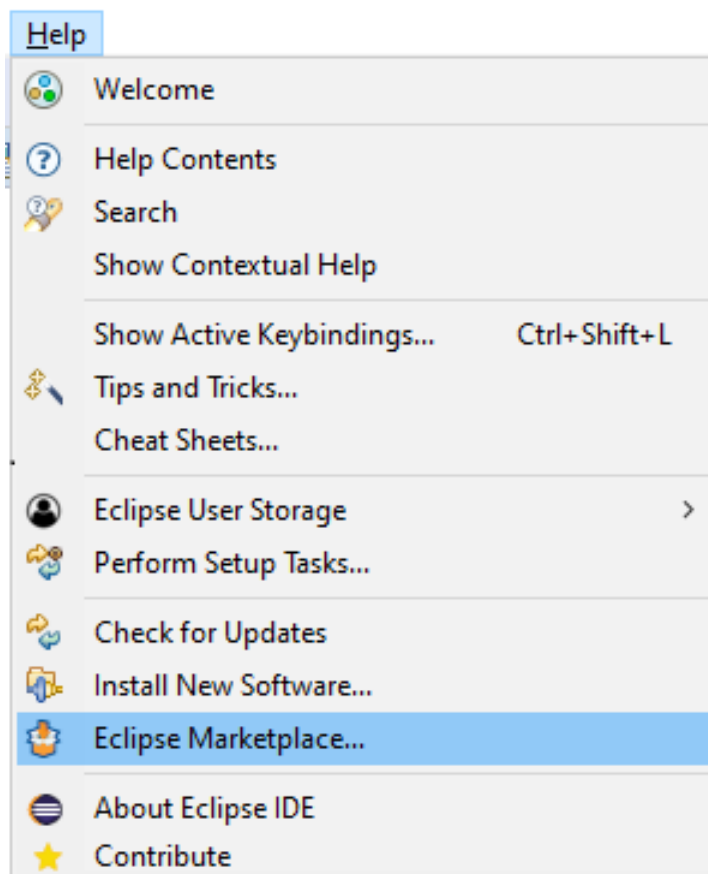 Help
Welcome
Help Contents
Search
Show Contextual Help
Show Active Keybindings... Ctrl+Shift+L
Tips and Tricks...
Cheat Sheets...
Eclipse User Storage
Perform Setup Tasks...
Check for Updates
Install New Software...
Eclipse Marketplace...
About Eclipse IDE
Contribute